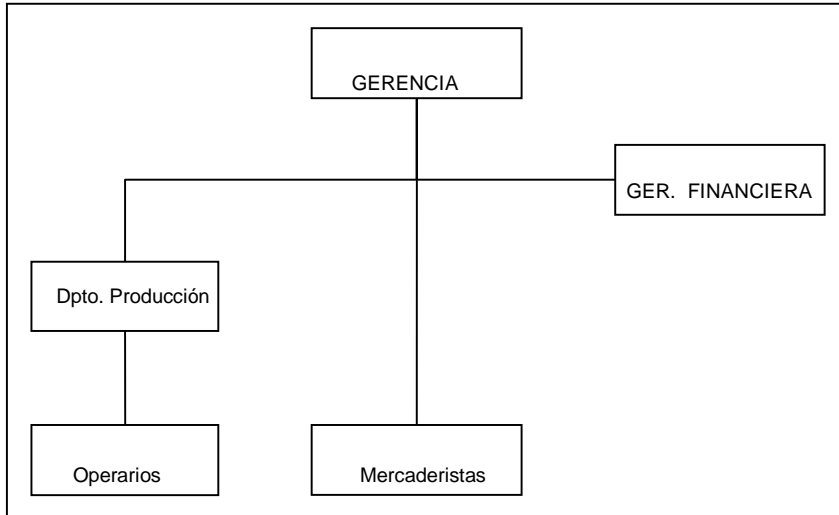 GERENCIA
GER. FINANCIERA
Dpto. Producción
Operarios
Mercaderistas